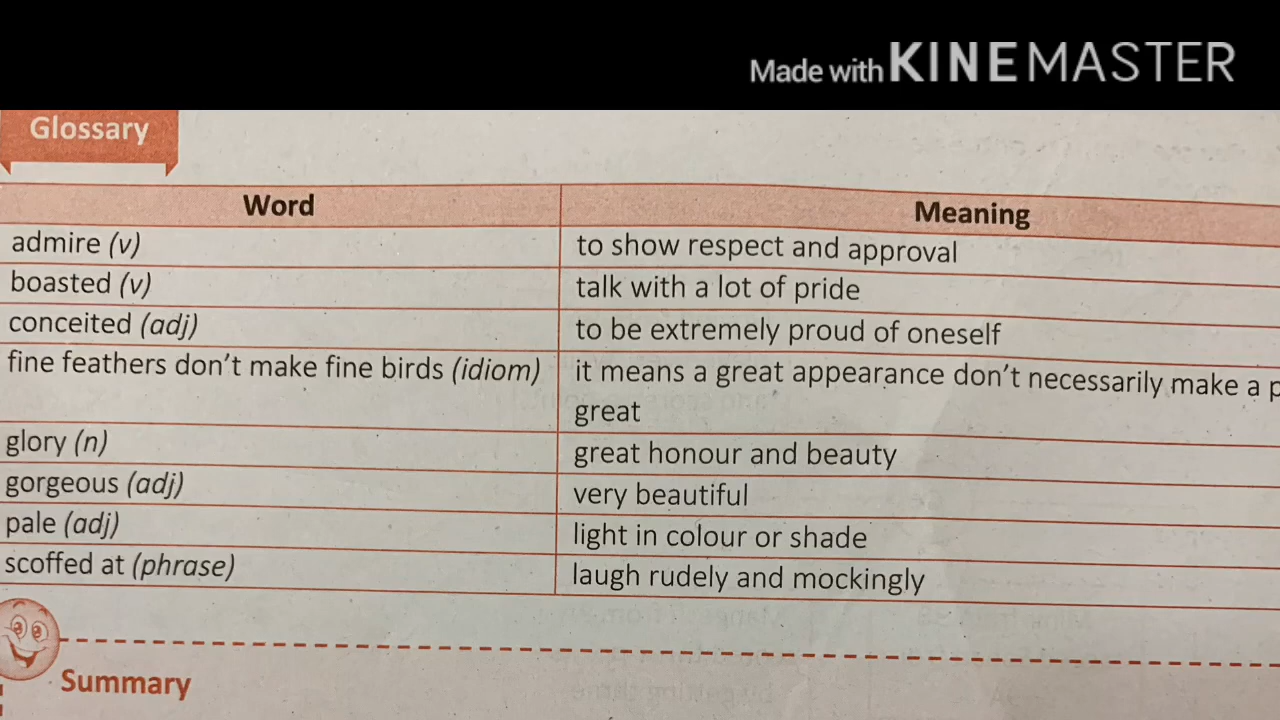 Made with KINEMASTER
Glossary
Word Meaning
admire (v) to show respect and approval
boasted (v) talk with a lot of pride
conceited (adj) to be extremely proud of oneself
fine feathers don't make fine birds (idiom) it means a great appearance don't necessarily make a
great
glory (n) great honour and beauty
gorgeous (adj) very beautiful
pale (adj) light in colour or shade
scoffed at (phrase) laugh rudely and mockingly
Summary